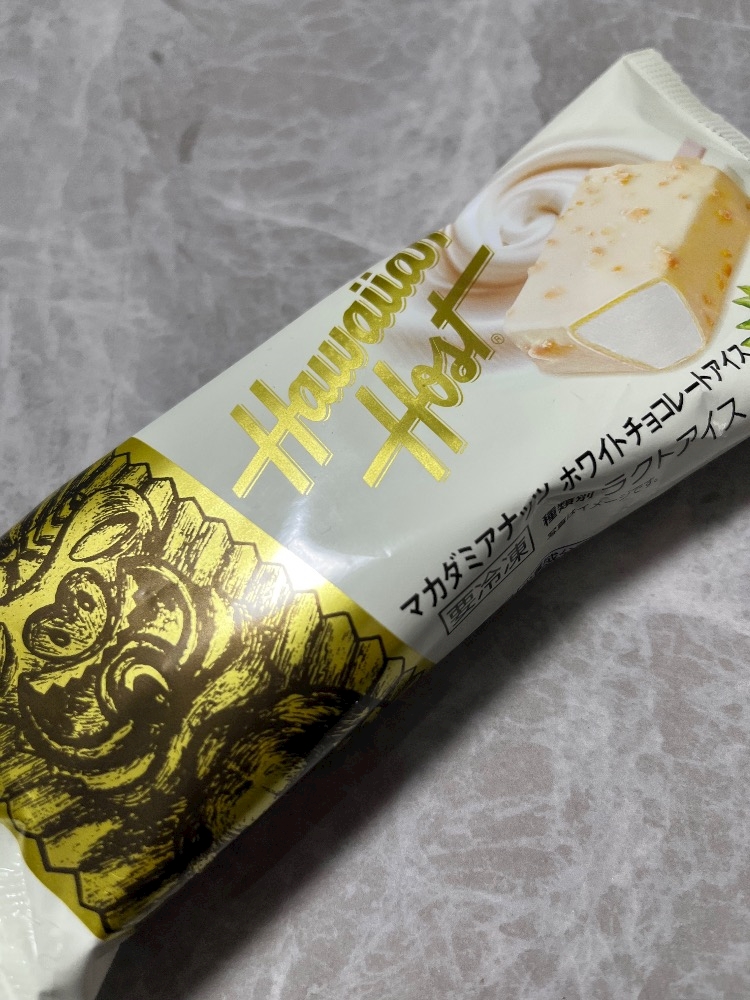 Hawaiian
Host®
マカダミアナッツ ホワイトチョコレートアイス
種類別 ラクトアイス
亜冷凍